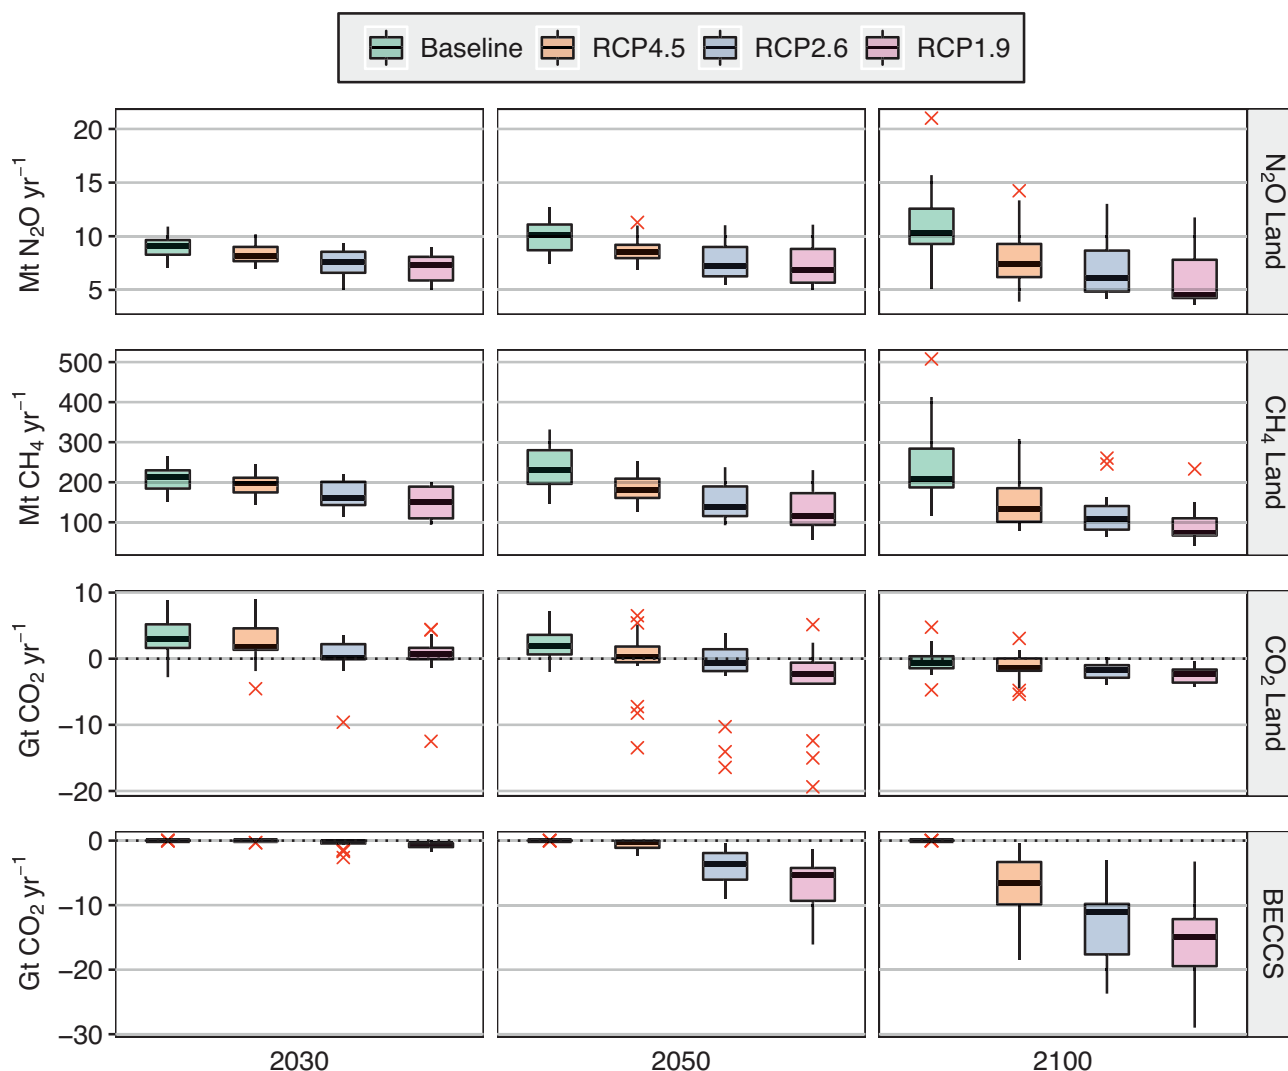 Baseline RCP4.5 RCP2.6 RCP1.9
Mt N₂O yr⁻¹
20
15
10
5
N₂O Land
Mt CH₄ yr⁻¹
500
400
300
200
100
CH₄ Land
Gt CO₂ yr⁻¹
10
0
−10
−20
CO₂ Land
Gt CO₂ yr⁻¹
0
−10
−20
−30
BECCS
2030 2050 2100